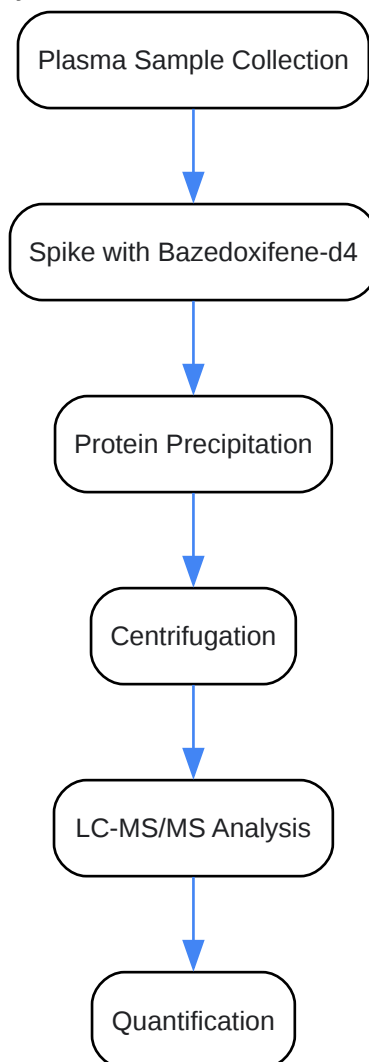 Plasma Sample Collection
Spike with Bazedoxifene-d4
Protein Precipitation
Centrifugation
LC-MS/MS Analysis
Quantification